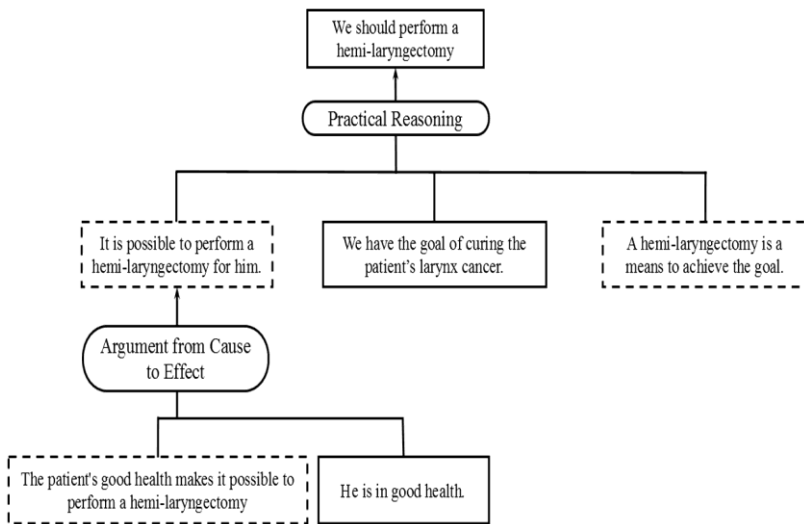 We should perform a
hemi-laryngectomy
Practical Reasoning
It is possible to perform a
hemi-laryngectomy for him.
We have the goal of curing the
patient's larynx cancer.
A hemi-laryngectomy is a
means to achieve the goal.
Argument from Cause
to Effect
The patient's good health makes it possible to
perform a hemi-laryngectomy
He is in good health.